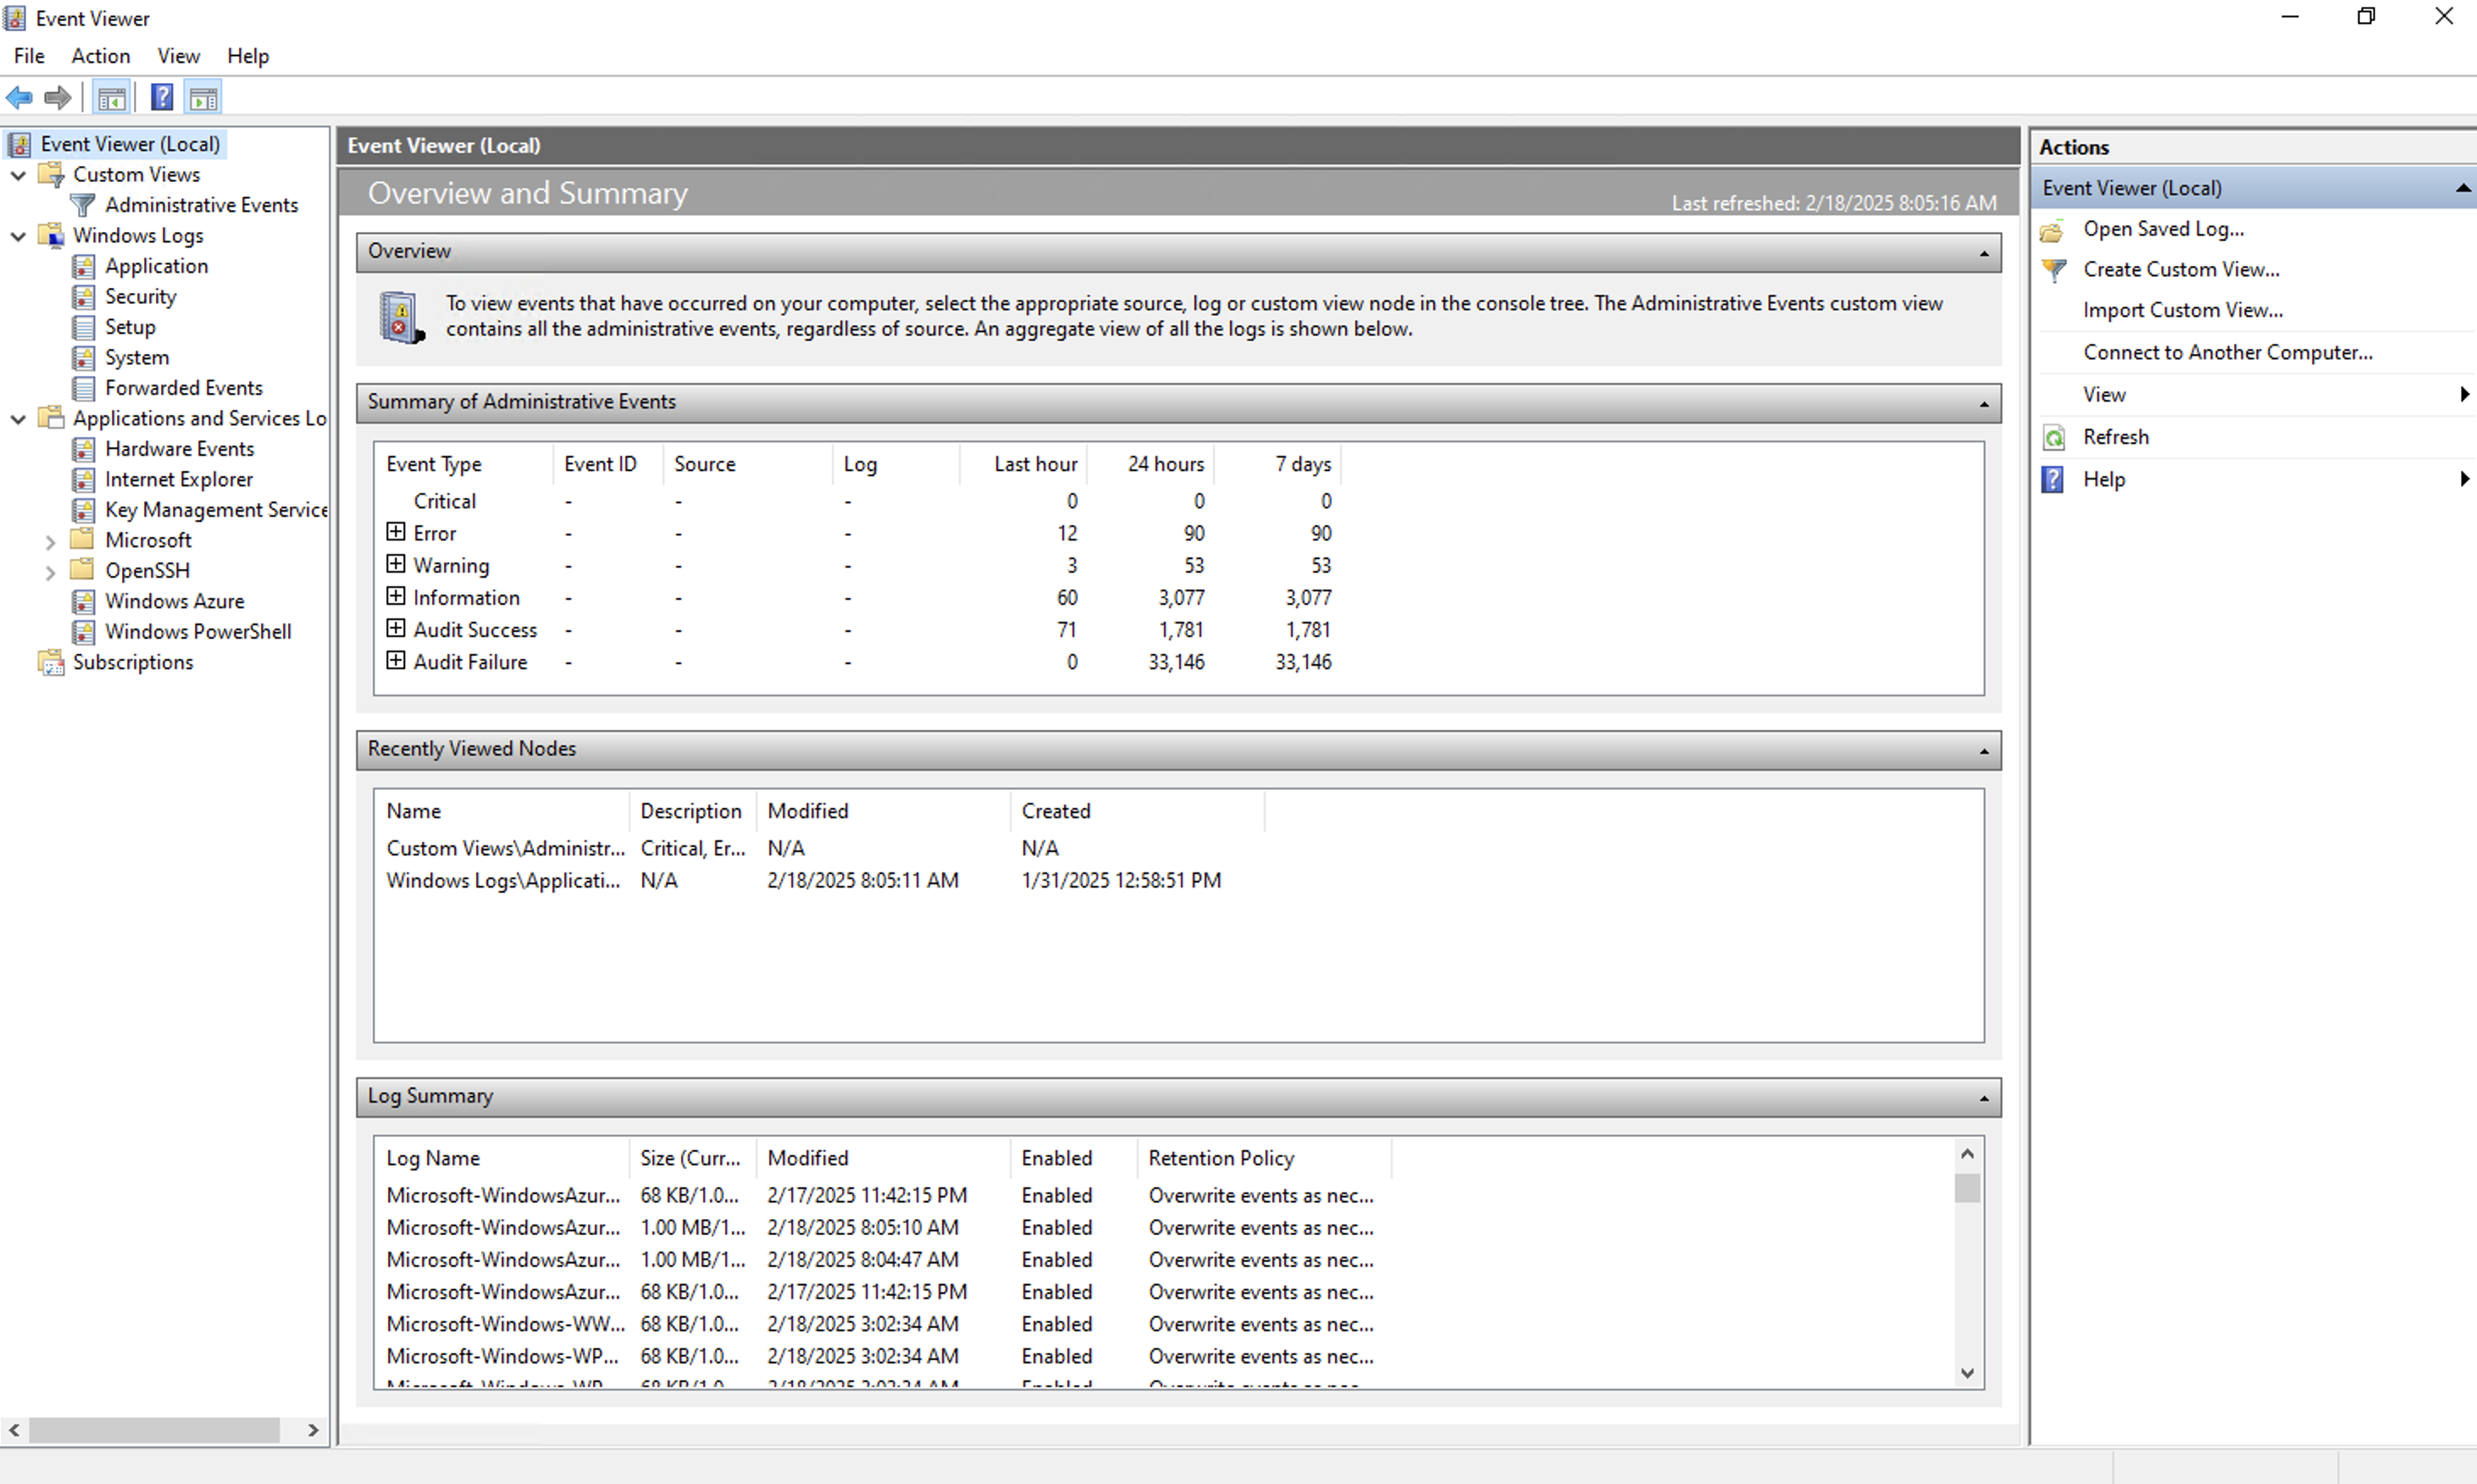 Event Viewer
File Action View Help
Event Viewer (Local)
Custom Views
Administrative Events
Windows Logs
Application
Security
Setup
System
Forwarded Events
Applications and Services Lo
Hardware Events
Internet Explorer
Key Management Service
Microsoft
OpenSSH
Windows Azure
Windows PowerShell
Subscriptions
Event Viewer (Local)
Overview and Summary
Last refreshed: 2/18/2025 8:05:16 AM
Overview
To view events that have occurred on your computer, select the appropriate source, log or custom view node in the console tree. The Administrative Events custom view
contains all the administrative events, regardless of source. An aggregate view of all the logs is shown below.
Summary of Administrative Events
Event Type Event ID Source Log Last hour 24 hours 7 days
Critical - - - 0 0 0
Error - - - 12 90 90
Warning - - - 3 53 53
Information - - - 60 3,077 3,077
Audit Success - - - 71 1,781 1,781
Audit Failure - - - 0 33,146 33,146
Recently Viewed Nodes
Name Description Modified Created
Custom Views\Administr... Critical, Er... N/A N/A
Windows Logs\Applicati... N/A 2/18/2025 8:05:11 AM 1/31/2025 12:58:51 PM
Log Summary
Log Name Size (Curr... Modified Enabled Retention Policy
Microsoft-WindowsAzur... 68 KB/1.0... 2/17/2025 11:42:15 PM Enabled Overwrite events as nec...
Microsoft-WindowsAzur... 1.00 MB/1... 2/18/2025 8:05:10 AM Enabled Overwrite events as nec...
Microsoft-WindowsAzur... 1.00 MB/1... 2/18/2025 8:04:47 AM Enabled Overwrite events as nec...
Microsoft-WindowsAzur... 68 KB/1.0... 2/17/2025 11:42:15 PM Enabled Overwrite events as nec...
Microsoft-Windows-WW... 68 KB/1.0... 2/18/2025 3:02:34 AM Enabled Overwrite events as nec...
Microsoft-Windows-WP... 68 KB/1.0... 2/18/2025 3:02:34 AM Enabled Overwrite events as nec...
Actions
Event Viewer (Local)
Open Saved Log...
Create Custom View...
Import Custom View...
Connect to Another Computer...
View
Refresh
Help